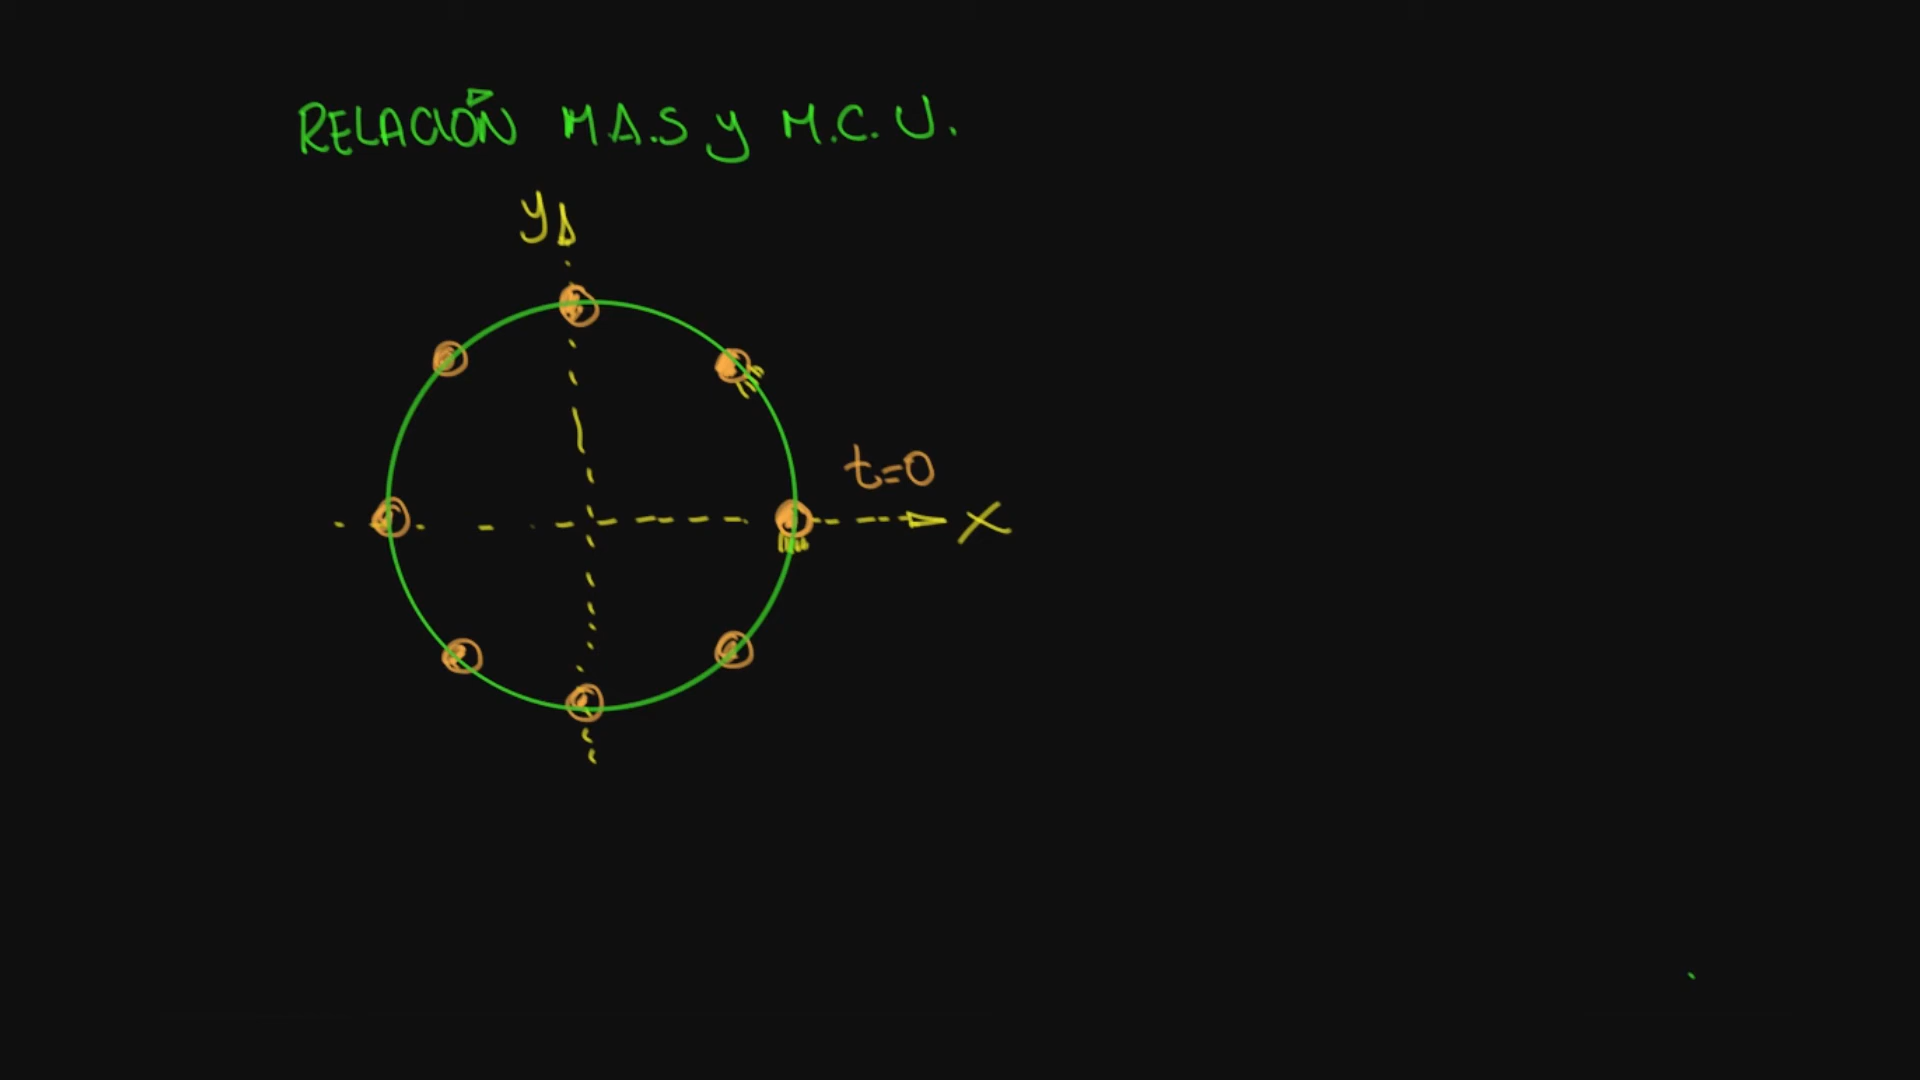 RELACIÓN M.A.S y M.C.U.
y
t=0
x